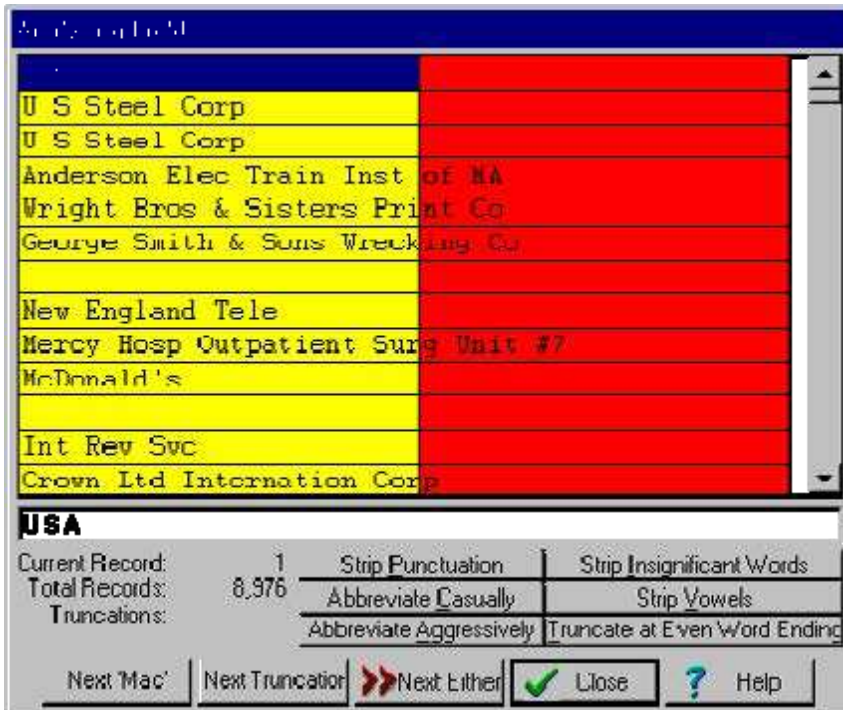 U S Steel Corp
U S Steel Corp
Anderson Elec Train Inst of MA
Wright Bros & Sisters Print Co
George Smith & Sons Wrecking Co
New England Tele
Mercy Hosp Outpatient Surg Unit #7
McDonald's
Int Rev Svc
Crown Ltd Internation Corp
USA
Current Record: 1
Total Records: 8,976
Truncations:
Strip Punctuation Strip Insignificant Words
Abbreviate Casually Strip Vowels
Abbreviate Aggressively Truncate at Even Word Ending
Next 'Mac' Next Truncation Next Either Close Help